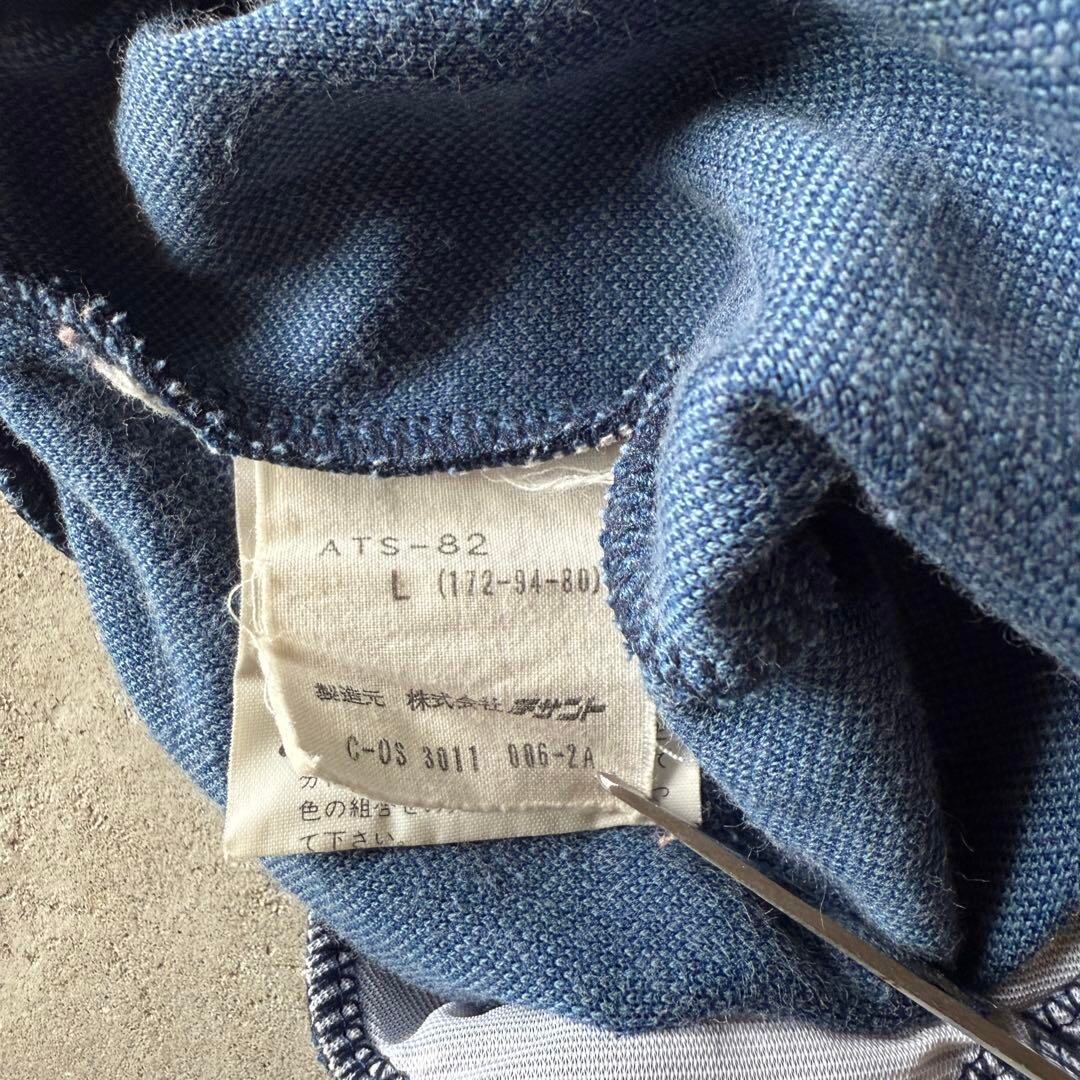 ATS-82
L (172-94-80)
製造元 株式会社デサント
C-OS 3011 006-2A
色の組合せ
て下さい